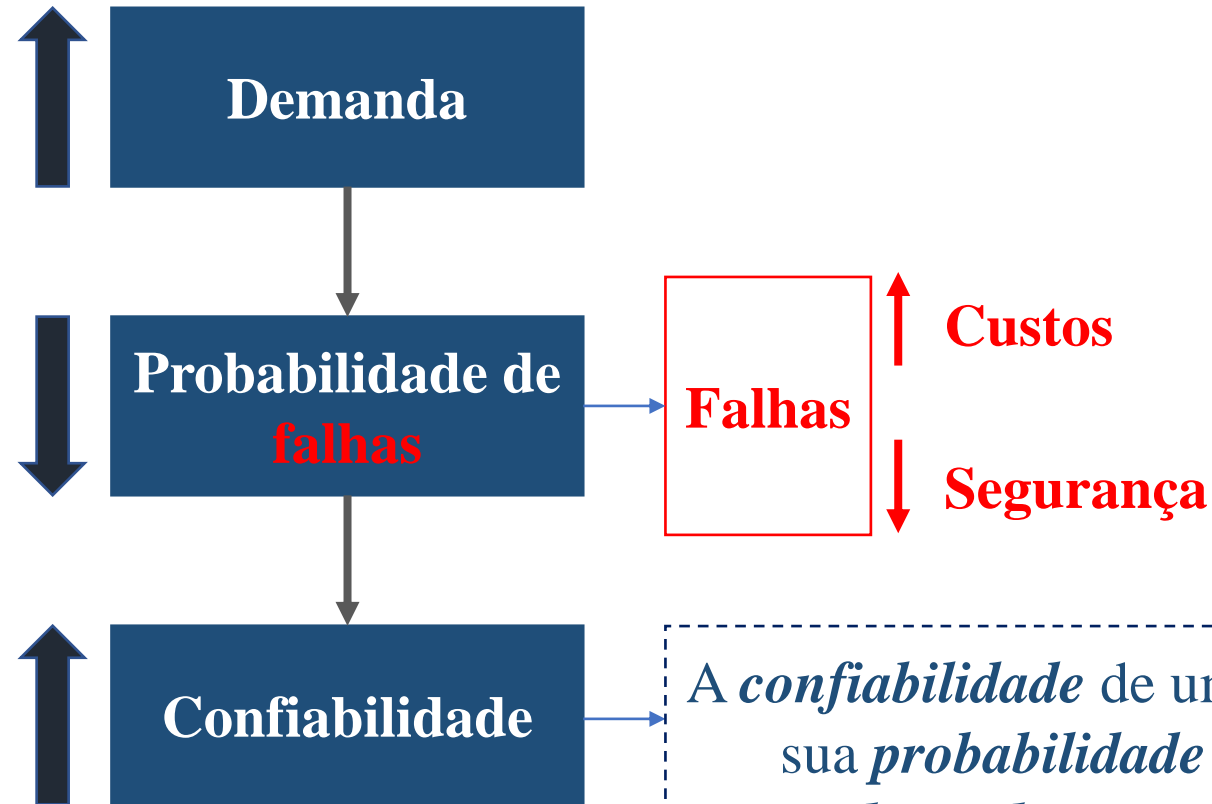 Demanda
Probabilidade de
falhas
Falhas
Custos
Segurança
Confiabilidade
A confiabilidade de
sua probabilidade